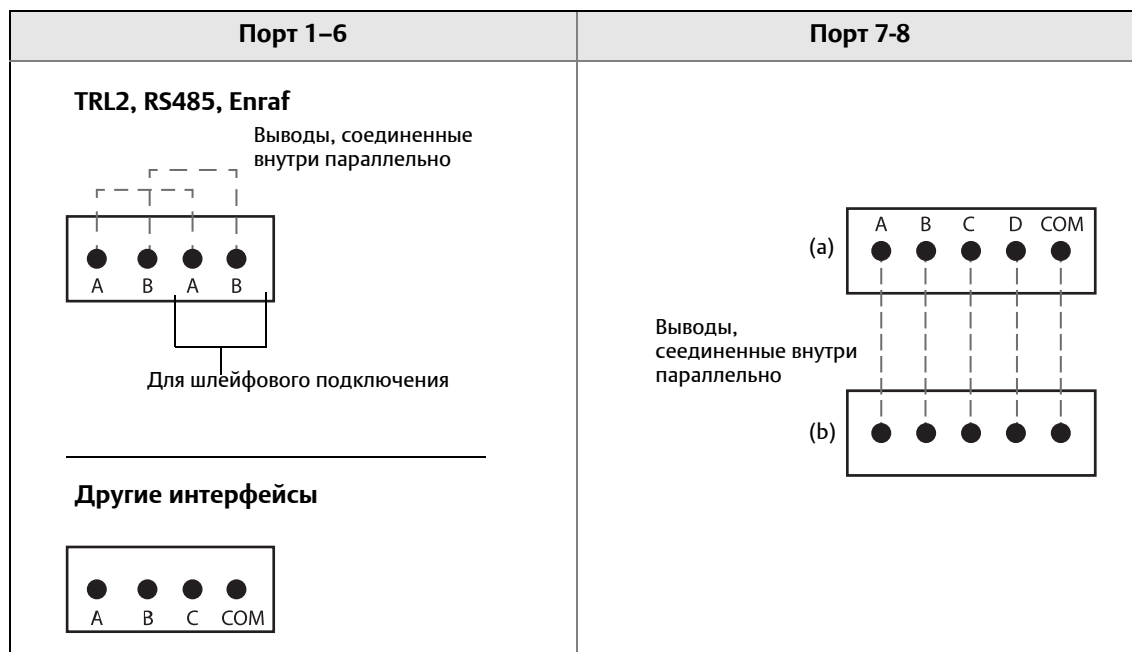 Порт 1–6
Порт 7-8
TRL2, RS485, Enraf
Выводы, соединенные
внутри параллельно
A B A B
Для шлейфового подключения
Другие интерфейсы
A B C COM
A B C D COM
(a)
Выводы,
сеединенные внутри
параллельно
(b)